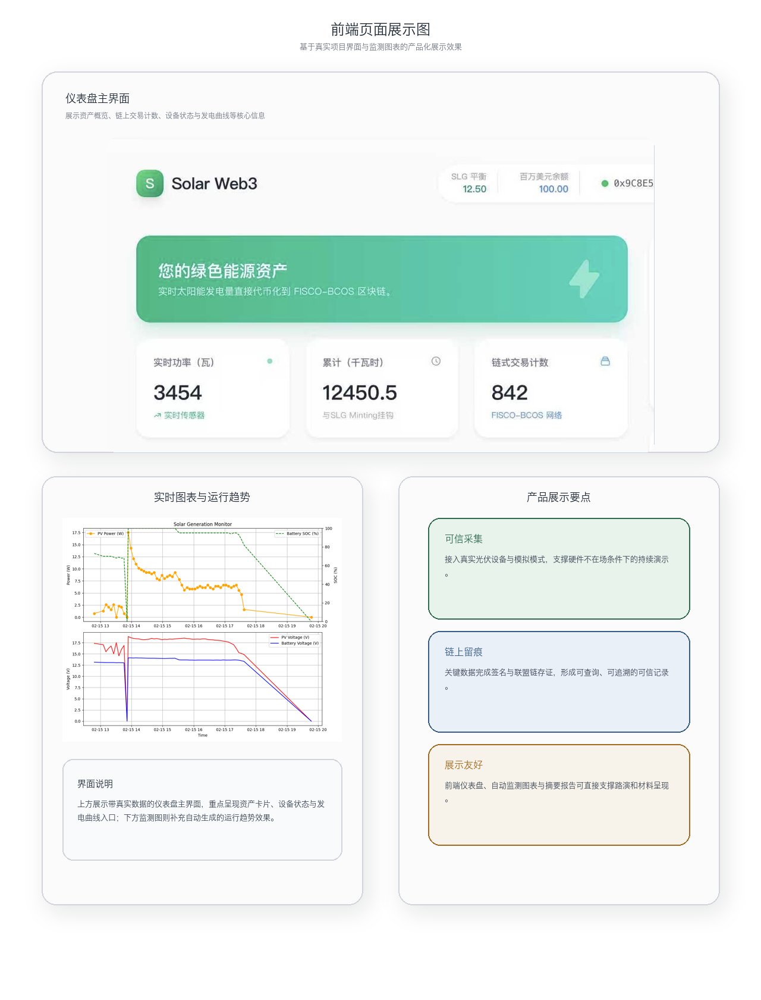 前端页面展示图
基于真实项目界面与监测图表的产品化展示效果
仪表盘主界面
展示资产概览、链上交易计数、设备状态与发电曲线等核心信息
S Solar Web3
SLG 平衡 百万美元余额
12.50 100.00
0x9C8E5
您的绿色能源资产
实时太阳能发电量直接代币化到 FISCO-BCOS 区块链。
实时功率（瓦） 累计（千瓦时） 链式交易计数
3454 12450.5 842
实时传感器 与SLG Minting挂钩 FISCO-BCOS 网络
实时图表与运行趋势
Solar Generation Monitor
PV Power (W) Battery SOC (%)
Power (W)
17.5
15.0
12.5
10.0
7.5
5.0
2.5
0.0
100
80
60
40
20
0
SOC (%)
02-15 13 02-15 14 02-15 15 02-15 16 02-15 17 02-15 18 02-15 19 02-15 20
PV Voltage (V)
Battery Voltage (V)
Voltage (V)
17.5
15.0
12.5
10.0
7.5
5.0
2.5
0.0
02-15 13 02-15 14 02-15 15 02-15 16 02-15 17 02-15 18 02-15 19 02-15 20
Time
界面说明
上方展示带真实数据的仪表盘主界面，重点呈现资产卡片、设备状态与发
电曲线入口；下方监测图则补充自动生成的运行趋势效果。
产品展示要点
可信采集
接入真实光伏设备与模拟模式，支撑硬件不在场条件下的持续演示
。
链上留痕
关键数据完成签名与联盟链存证，形成可查询、可追溯的可信记录
。
展示友好
前端仪表盘、自动监测图表与摘要报告可直接支撑路演和材料呈现
。